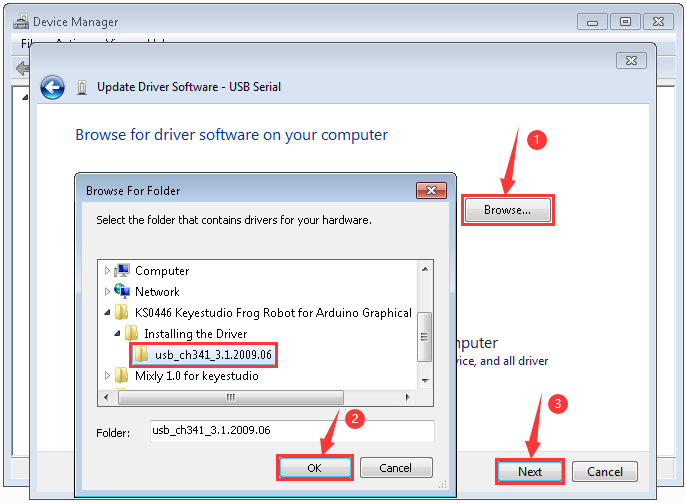 Device Manager
Update Driver Software - USB Serial
Browse for driver software on your computer
1
Browse For Folder
Browse...
Select the folder that contains drivers for your hardware.
Computer
Network
KS0446 Keyestudio Frog Robot for Arduino Graphical
Installing the Driver
usb_ch341_3.1.2009.06
Mixly 1.0 for keyestudio
and all driver
2
3
Folder:
usb_ch341_3.1.2009.06
OK
Cancel
Next
Cancel